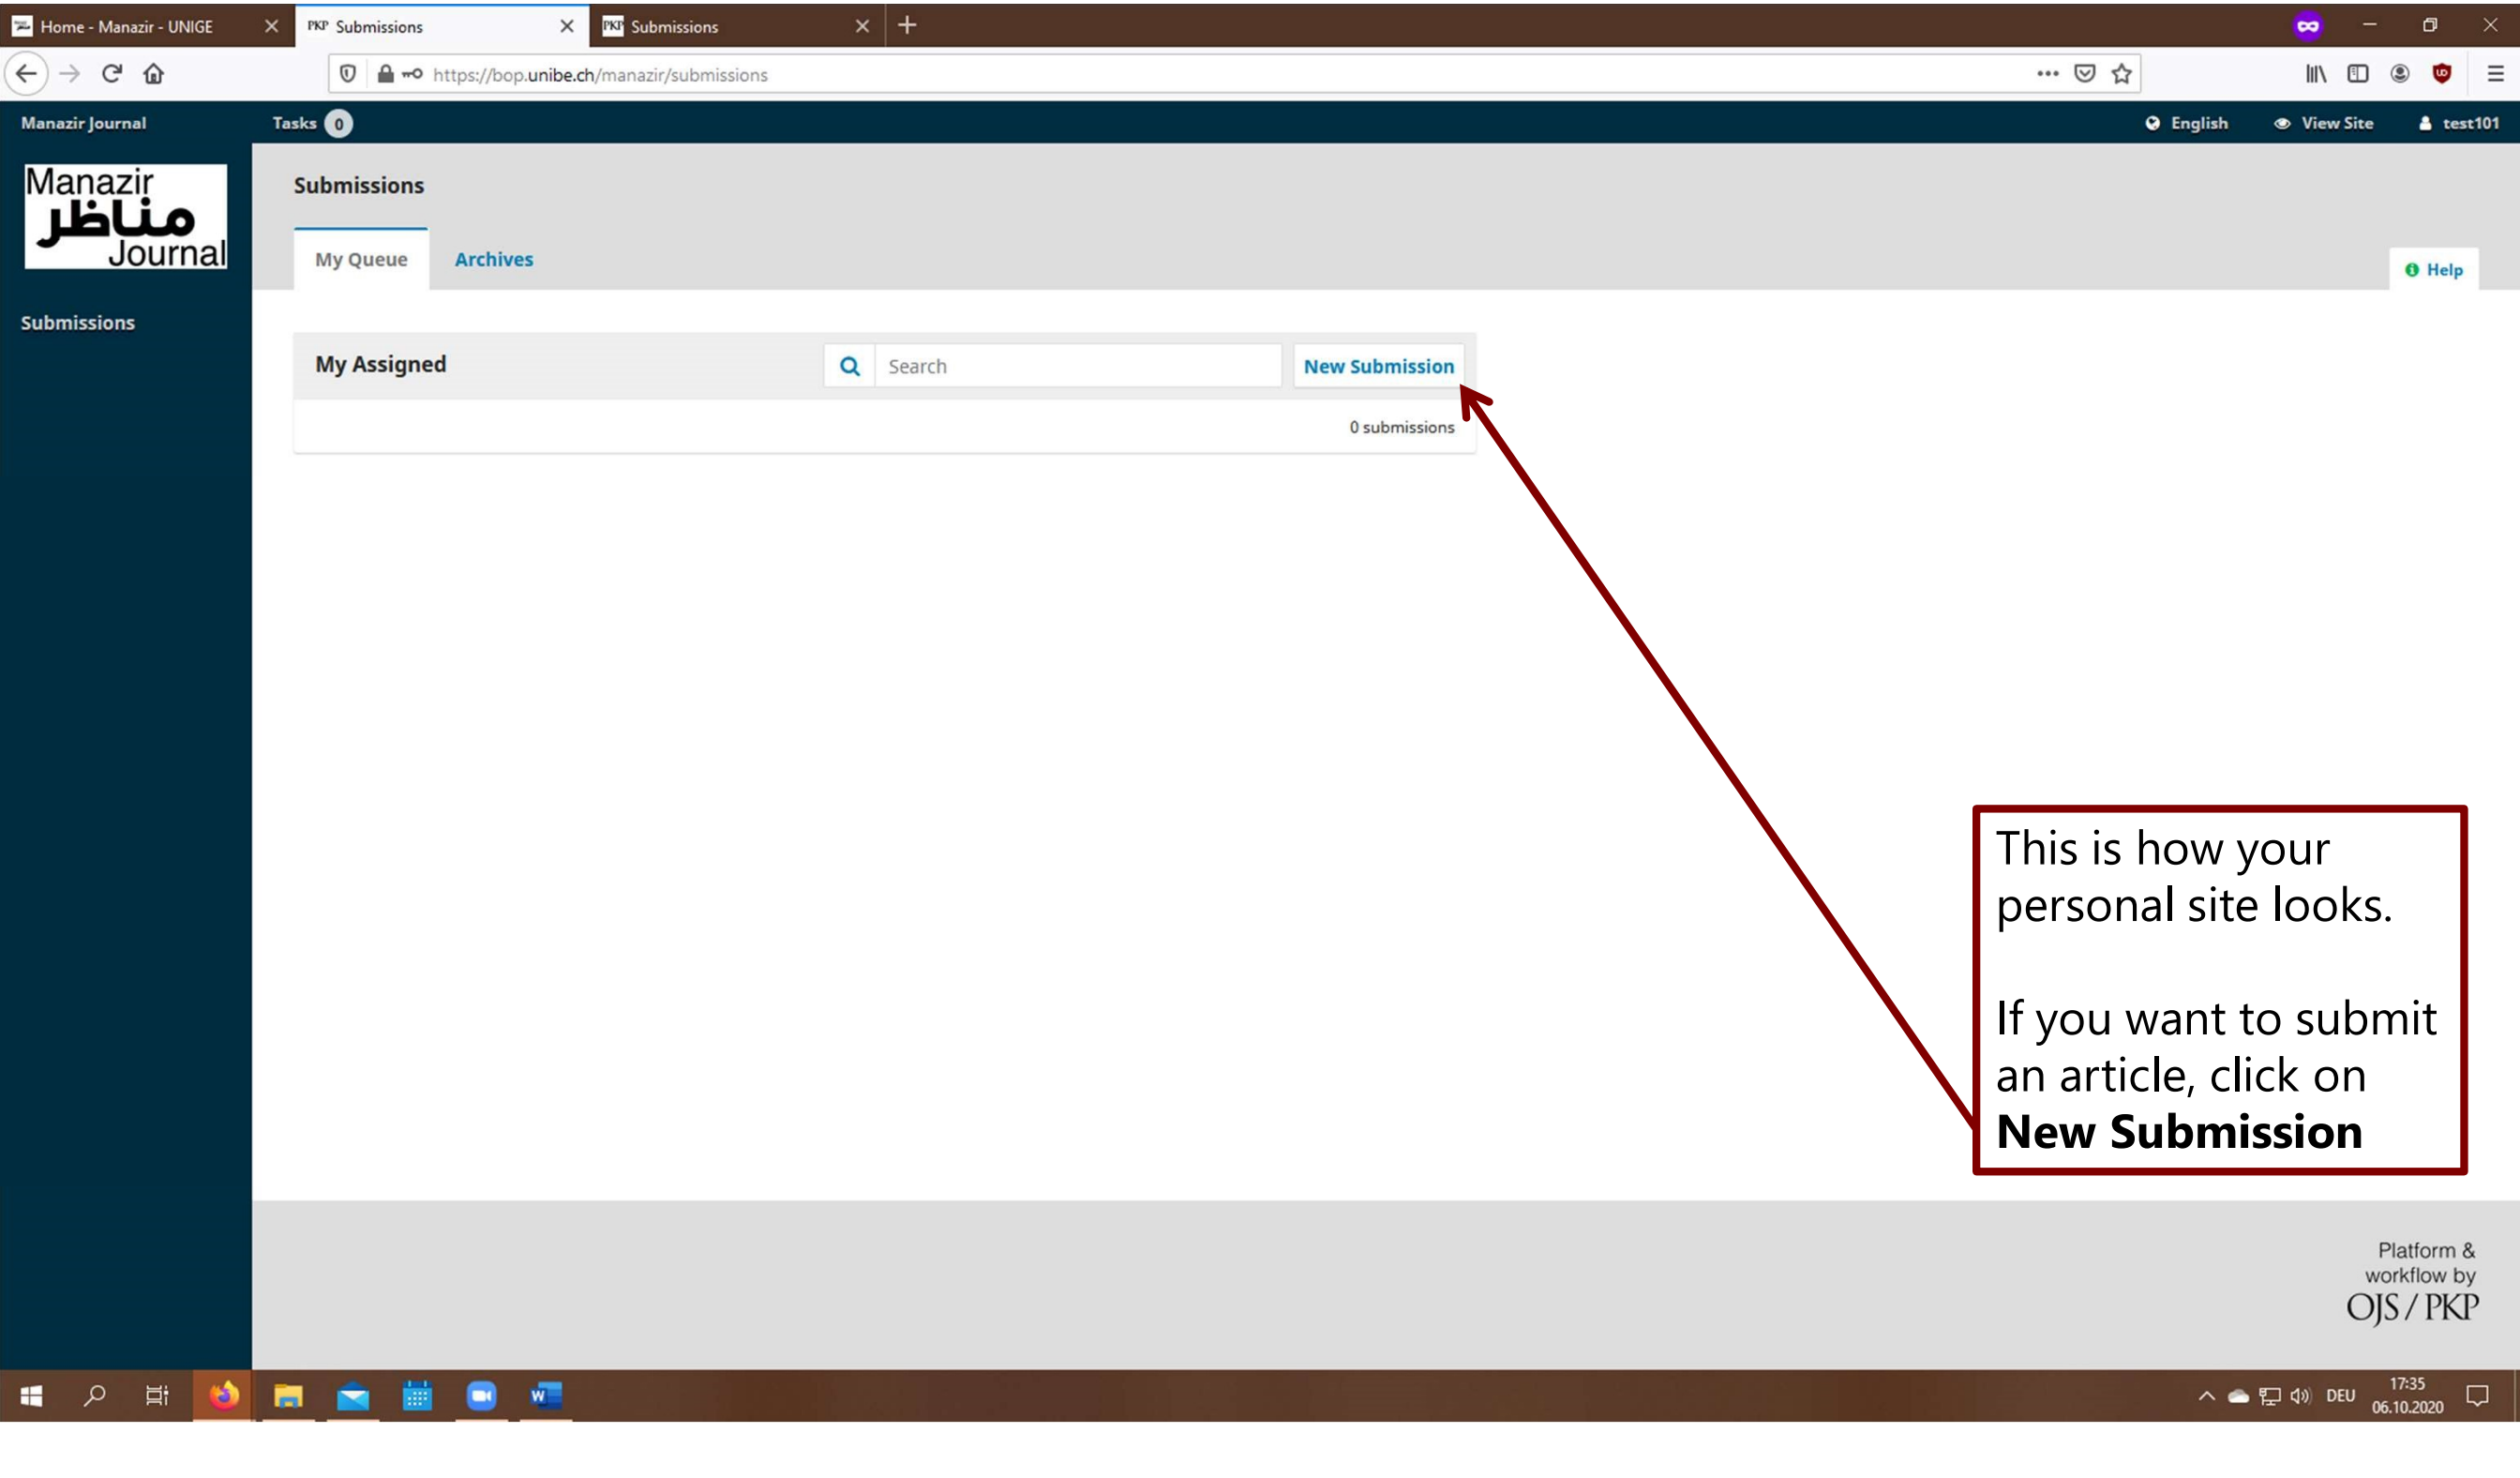 Home - Manazir - UNIGE
PKP Submissions
PKP Submissions
https://bop.unibe.ch/manazir/submissions
Manazir Journal
Tasks 0
English
View Site
test101
Manazir
مناظر
Journal
Submissions
Submissions
My Queue
Archives
Help
My Assigned
Search
New Submission
0 submissions
This is how your
personal site looks.
If you want to submit
an article, click on
New Submission
Platform &
workflow by
OJS / PKP
DEU
17:35
06.10.2020